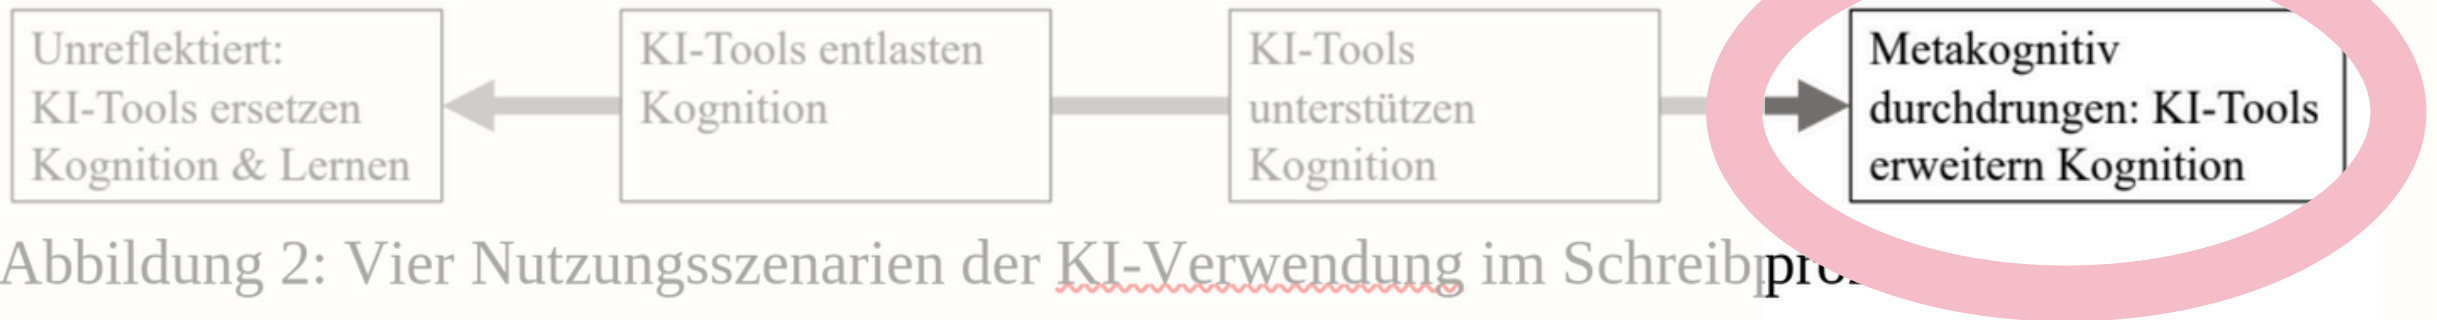 Unreflektiert:
KI-Tools ersetzen
Kognition & Lernen
KI-Tools entlasten
Kognition
KI-Tools
unterstützen
Kognition
Metakognitiv
durchdrungen: KI-Tools
erweitern Kognition
Abbildung 2: Vier Nutzungsszenarien der KI-Verwendung im